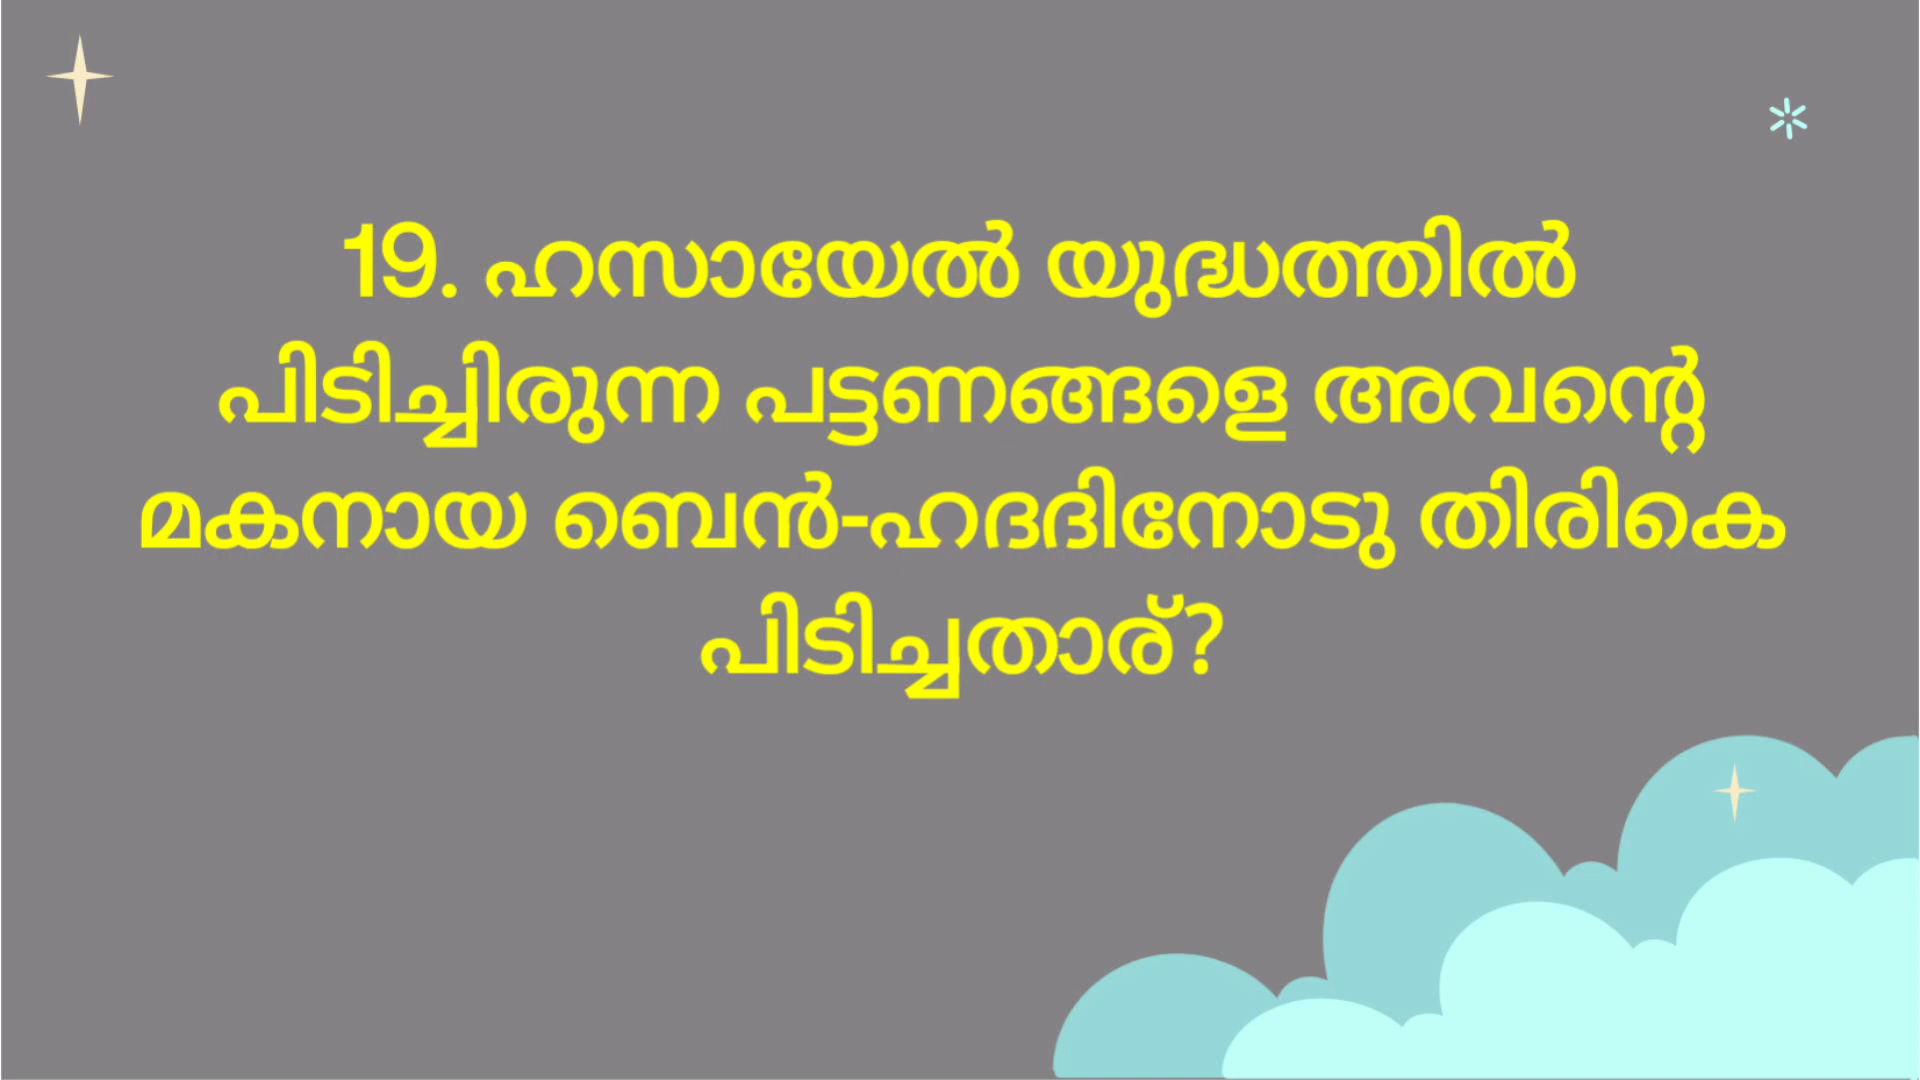 19. ഹസായേൽ യുദ്ധത്തിൽ
പിടിച്ചിരുന്ന പട്ടണങ്ങളെ അവന്റെ
മകനായ ബെൻ-ഹദദിനോടു തിരികെ
പിടിച്ചതാര്?